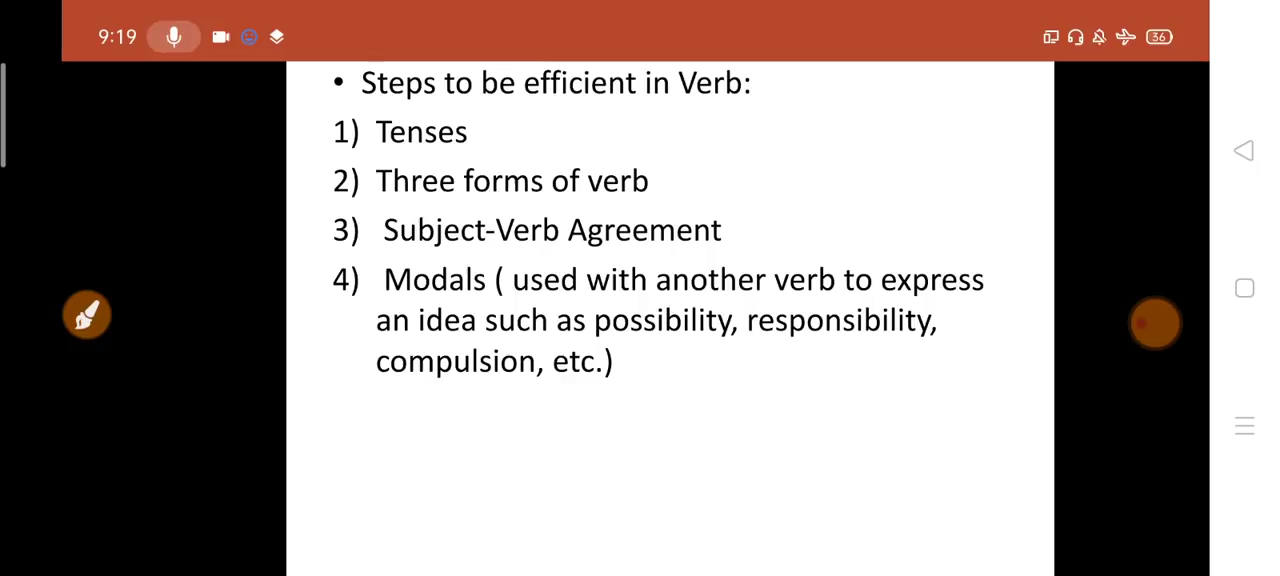 9:19
36
• Steps to be efficient in Verb:
1) Tenses
2) Three forms of verb
3) Subject-Verb Agreement
4) Modals ( used with another verb to express
an idea such as possibility, responsibility,
compulsion, etc.)